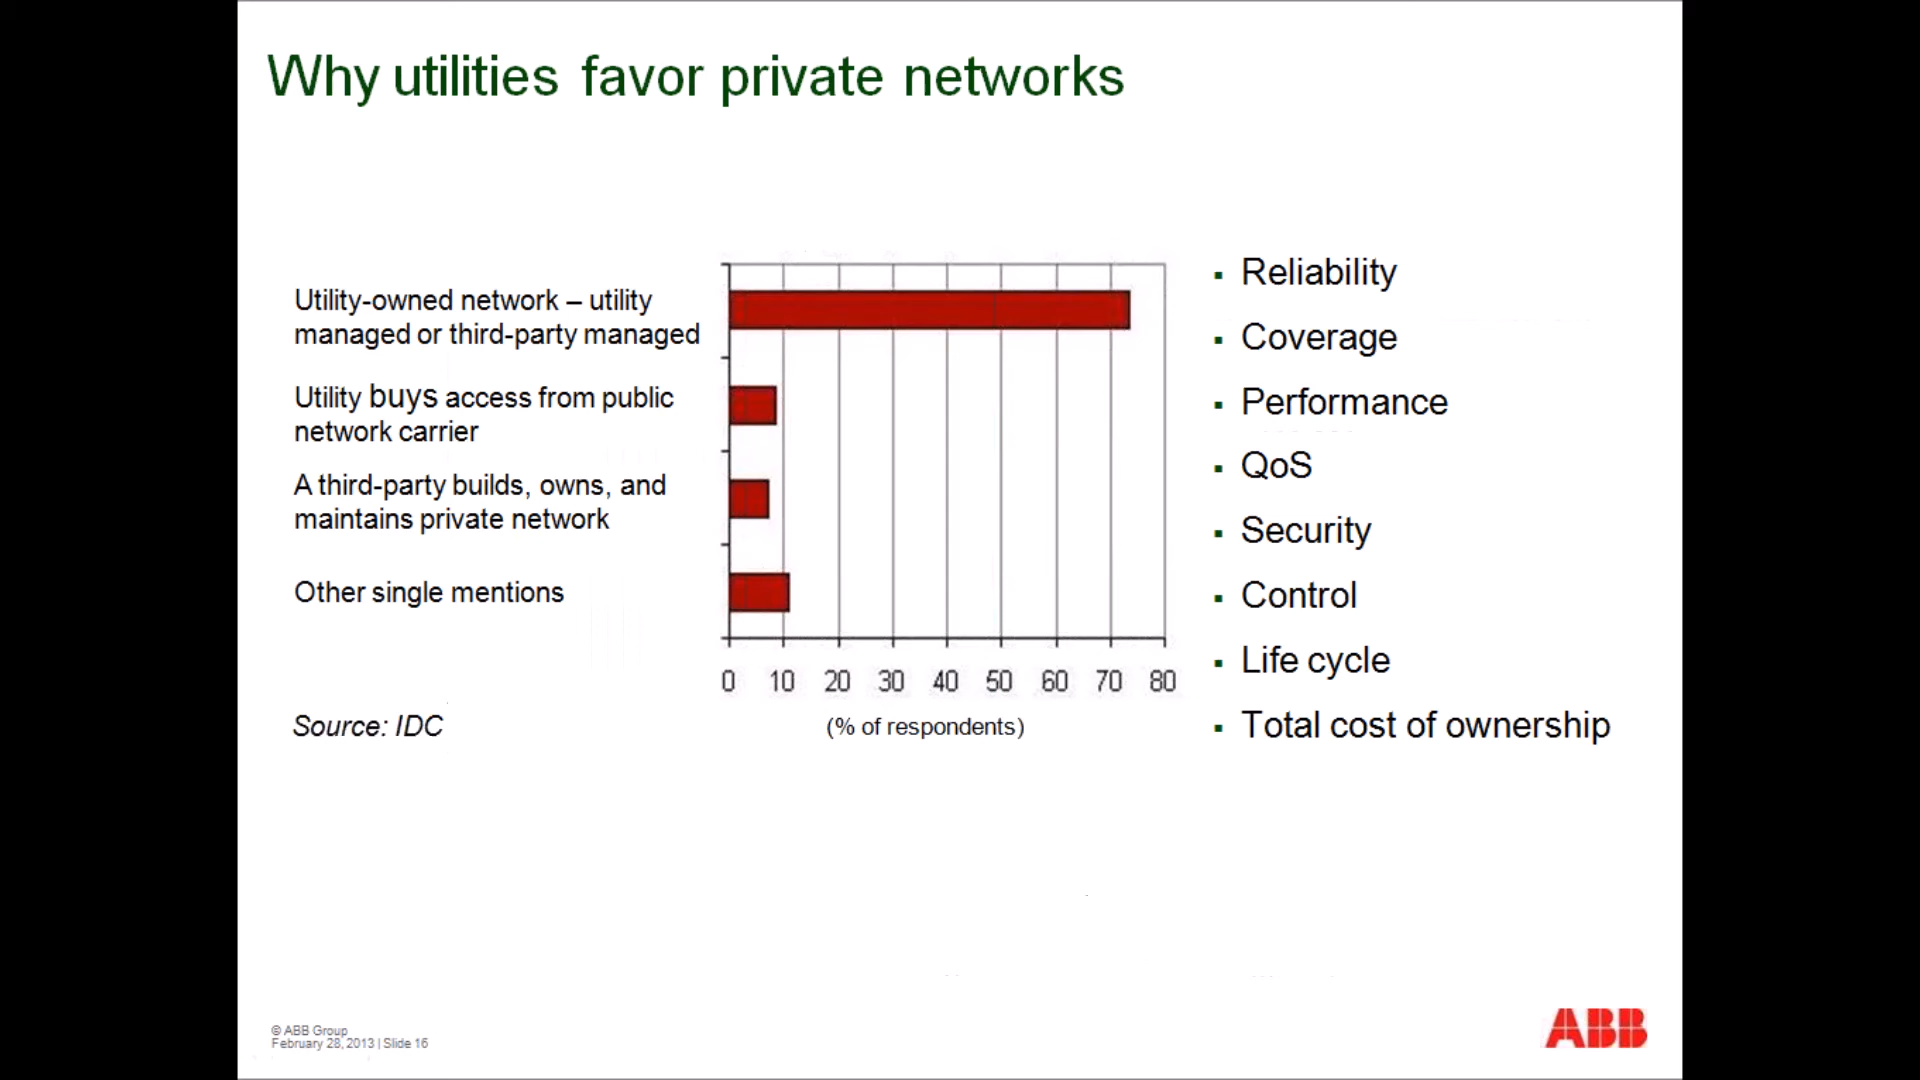 Why utilities favor private networks
Utility-owned network – utility
managed or third-party managed
Utility buys access from public
network carrier
A third-party builds, owns, and
maintains private network
Other single mentions
0 10 20 30 40 50 60 70 80
(% of respondents)
Source: IDC
▪ Reliability
▪ Coverage
▪ Performance
▪ QoS
▪ Security
▪ Control
▪ Life cycle
▪ Total cost of ownership
© ABB Group
February 28, 2013 | Slide 16
ABB